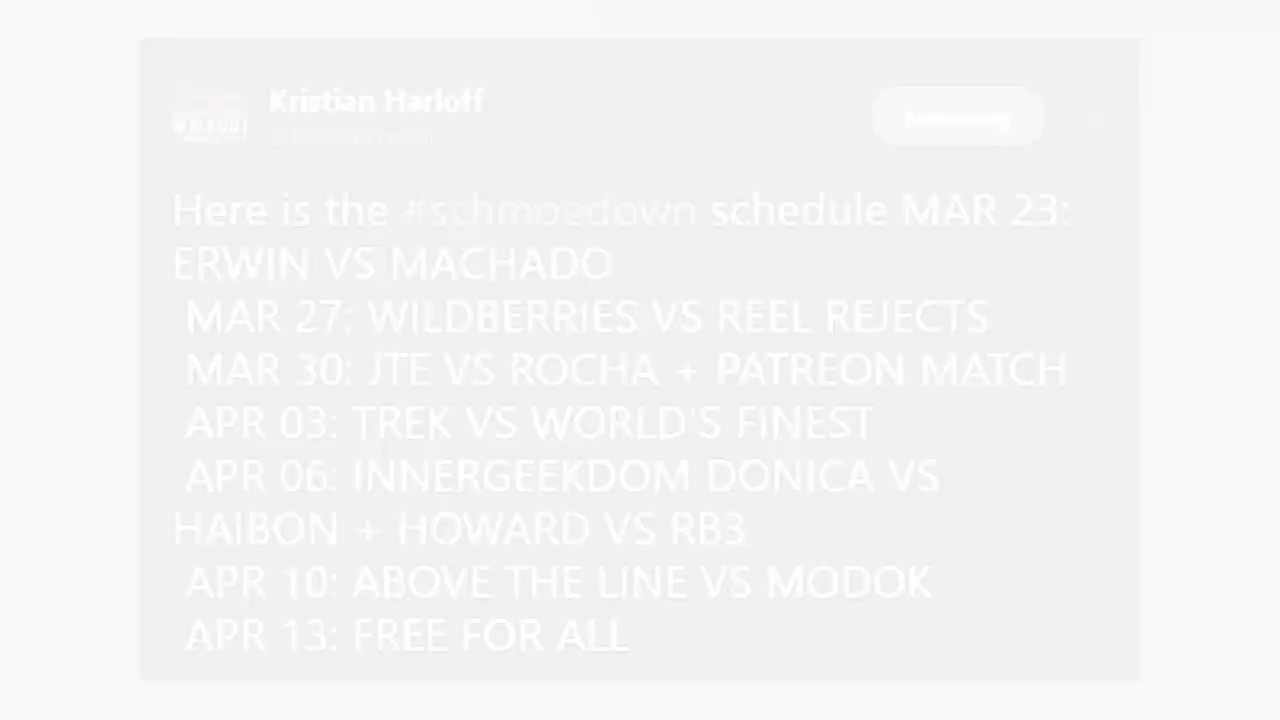 Kristian Harloff
Following
Here is the #schmoedown schedule MAR 23:
ERWIN VS MACHADO
MAR 27: WILDBERRIES VS REEL REJECTS
MAR 30: JTE VS ROCHA + PATREON MATCH
APR 03: TREK VS WORLD'S FINEST
APR 06: INNERGEEKDOM DONICA VS
HAIBON + HOWARD VS RB3
APR 10: ABOVE THE LINE VS MODOK
APR 13: FREE FOR ALL